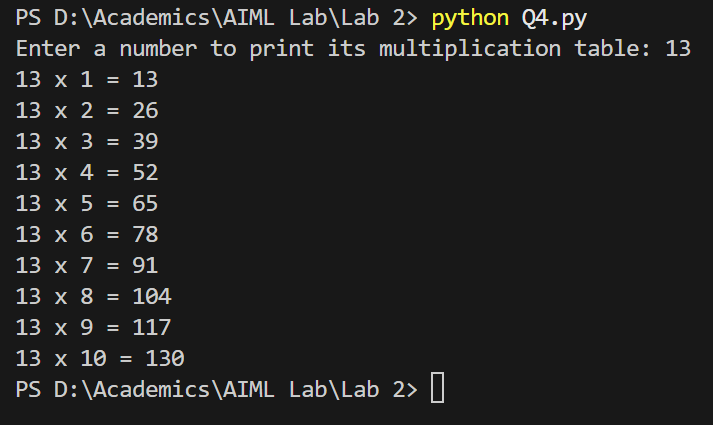 PS D:\Academics\AIML Lab\Lab 2> python Q4.py
Enter a number to print its multiplication table: 13
13 x 1 = 13
13 x 2 = 26
13 x 3 = 39
13 x 4 = 52
13 x 5 = 65
13 x 6 = 78
13 x 7 = 91
13 x 8 = 104
13 x 9 = 117
13 x 10 = 130
PS D:\Academics\AIML Lab\Lab 2>